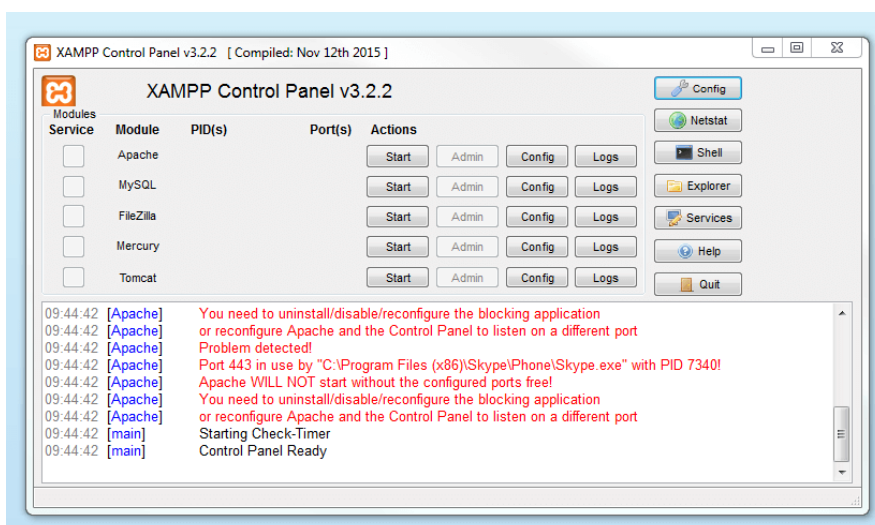 XAMPP Control Panel v3.2.2 [ Compiled: Nov 12th 2015 ]
XAMPP Control Panel v3.2.2
Config
Modules
Service Module PID(s) Port(s) Actions
Netstat
Apache Start Admin Config Logs
Shell
MySQL Start Admin Config Logs
Explorer
FileZilla Start Admin Config Logs
Services
Mercury Start Admin Config Logs
Help
Tomcat Start Admin Config Logs
Quit
09:44:42 [Apache] You need to uninstall/disable/reconfigure the blocking application
09:44:42 [Apache] or reconfigure Apache and the Control Panel to listen on a different port
09:44:42 [Apache] Problem detected!
09:44:42 [Apache] Port 443 in use by "C:\Program Files (x86)\Skype\Phone\Skype.exe" with PID 7340!
09:44:42 [Apache] Apache WILL NOT start without the configured ports free!
09:44:42 [Apache] You need to uninstall/disable/reconfigure the blocking application
09:44:42 [Apache] or reconfigure Apache and the Control Panel to listen on a different port
09:44:42 [main] Starting Check-Timer
09:44:42 [main] Control Panel Ready